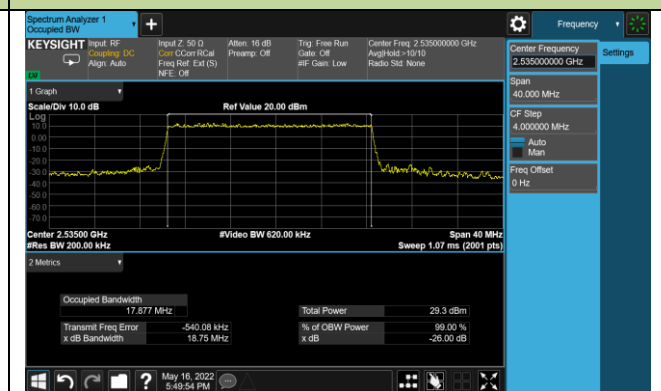 Spectrum Analyzer 1
Occupied BW
+
KEYSIGHT
Input: RF
Coupling: DC
Align: Auto
Input Z: 50 Ω
Corr CCorr RCal
Freq Ref: Ext (S)
NFE: Off
Atten: 16 dB
Preamp: Off
Trig: Free Run
Gate: Off
#IF Gain: Low
Center Freq: 2.535000000 GHz
Avg|Hold:>10/10
Radio Std: None
1 Graph
Scale/Div 10.0 dB
Ref Value 20.00 dBm
Log
10.0
0.00
-10.0
-20.0
-30.0
-40.0
-50.0
-60.0
-70.0
Center 2.53500 GHz
#Video BW 620.00 kHz
Span 40 MHz
#Res BW 200.00 kHz
Sweep 1.07 ms (2001 pts)
2 Metrics
Occupied Bandwidth
17.877 MHz
Total Power 29.3 dBm
Transmit Freq Error -540.08 kHz
% of OBW Power 99.00 %
x dB Bandwidth 18.75 MHz
x dB -26.00 dB
?
May 16, 2022
5:49:54 PM
Frequency
Center Frequency
2.535000000 GHz
Settings
Span
40.000 MHz
CF Step
4.000000 MHz
Auto
Man
Freq Offset
0 Hz